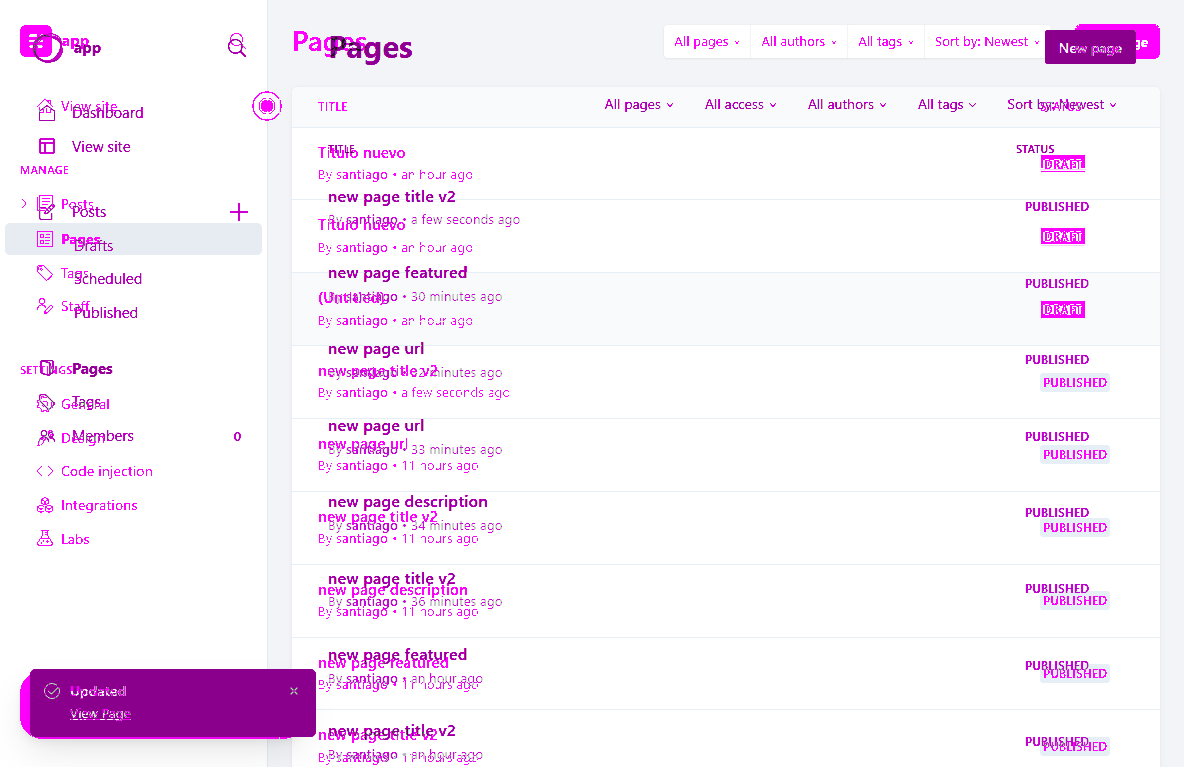 app
app
Pages
Pages
All pages
All authors
All tags
Sort by: Newest
New page
View site
Dashboard
View site
MANAGE
Posts
Posts
Pages
Drafts
Tags
Scheduled
Staff
Published
SETTINGS
Pages
General
Tags
Design
Members
0
Code injection
Integrations
Labs
TITLE
All pages
All access
All authors
All tags
Sort by: Newest
STATUS
TITLE
STATUS
Titulo nuevo
By santiago • an hour ago
DRAFT
new page title v2
By santiago • a few seconds ago
PUBLISHED
Titulo nuevo
By santiago • an hour ago
DRAFT
new page featured
By santiago • 30 minutes ago
PUBLISHED
(Untitled)
By santiago • an hour ago
DRAFT
new page url
By santiago • 32 minutes ago
PUBLISHED
new page title v2
By santiago • a few seconds ago
PUBLISHED
new page url
By santiago • 33 minutes ago
PUBLISHED
new page url
By santiago • 11 hours ago
PUBLISHED
new page description
By santiago • 34 minutes ago
PUBLISHED
new page title v2
By santiago • 11 hours ago
PUBLISHED
new page title v2
By santiago • 36 minutes ago
PUBLISHED
new page description
By santiago • 11 hours ago
PUBLISHED
new page featured
By santiago • an hour ago
PUBLISHED
new page featured
By santiago • 11 hours ago
PUBLISHED
new page title v2
By santiago • an hour ago
PUBLISHED
new page title v2
By santiago • 11 hours ago
PUBLISHED
Updated
View Page